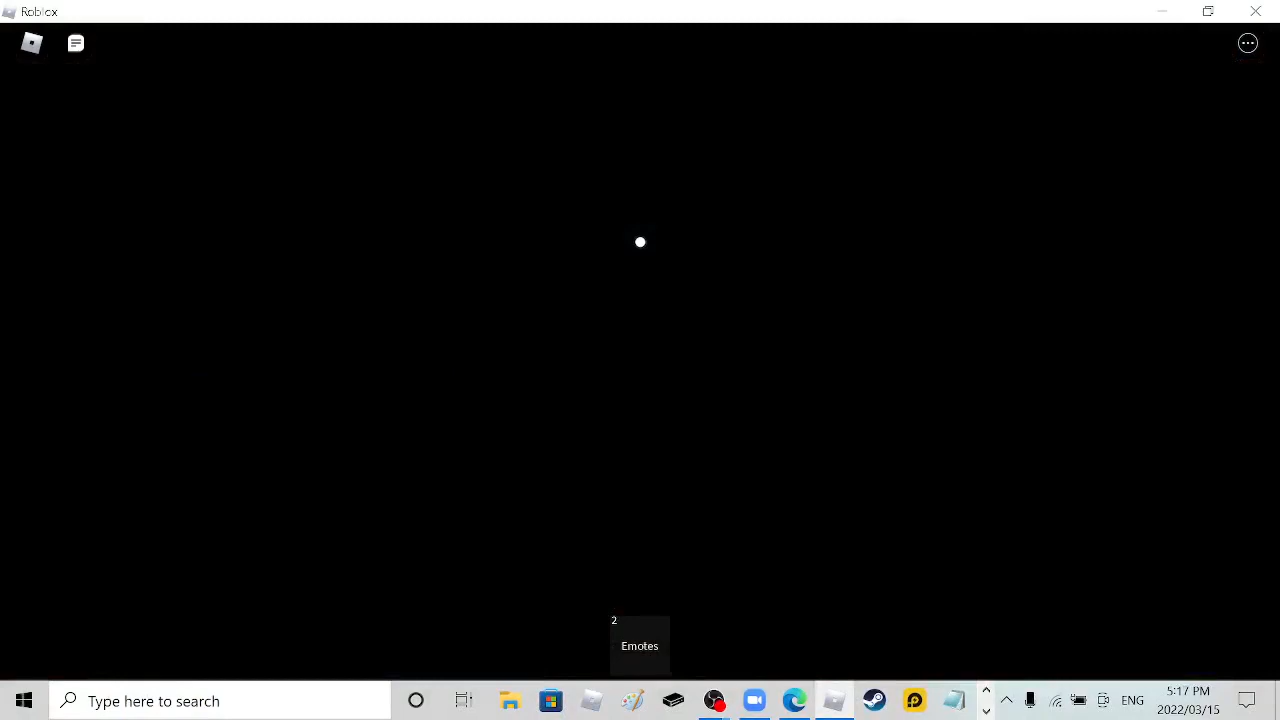 Roblox
2
Emotes
Type here to search
ENG
5:17 PM
2022/03/15